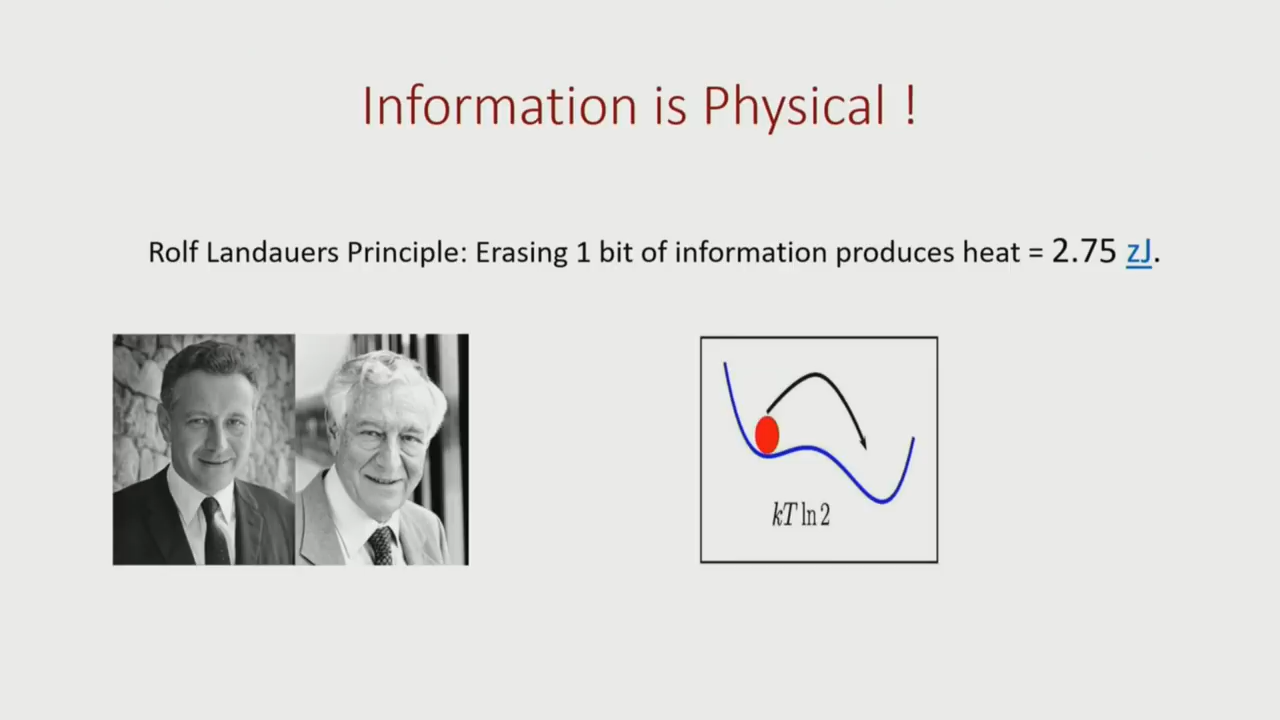 Information is Physical !
Rolf Landauers Principle: Erasing 1 bit of information produces heat = 2.75 zJ.
kT ln 2